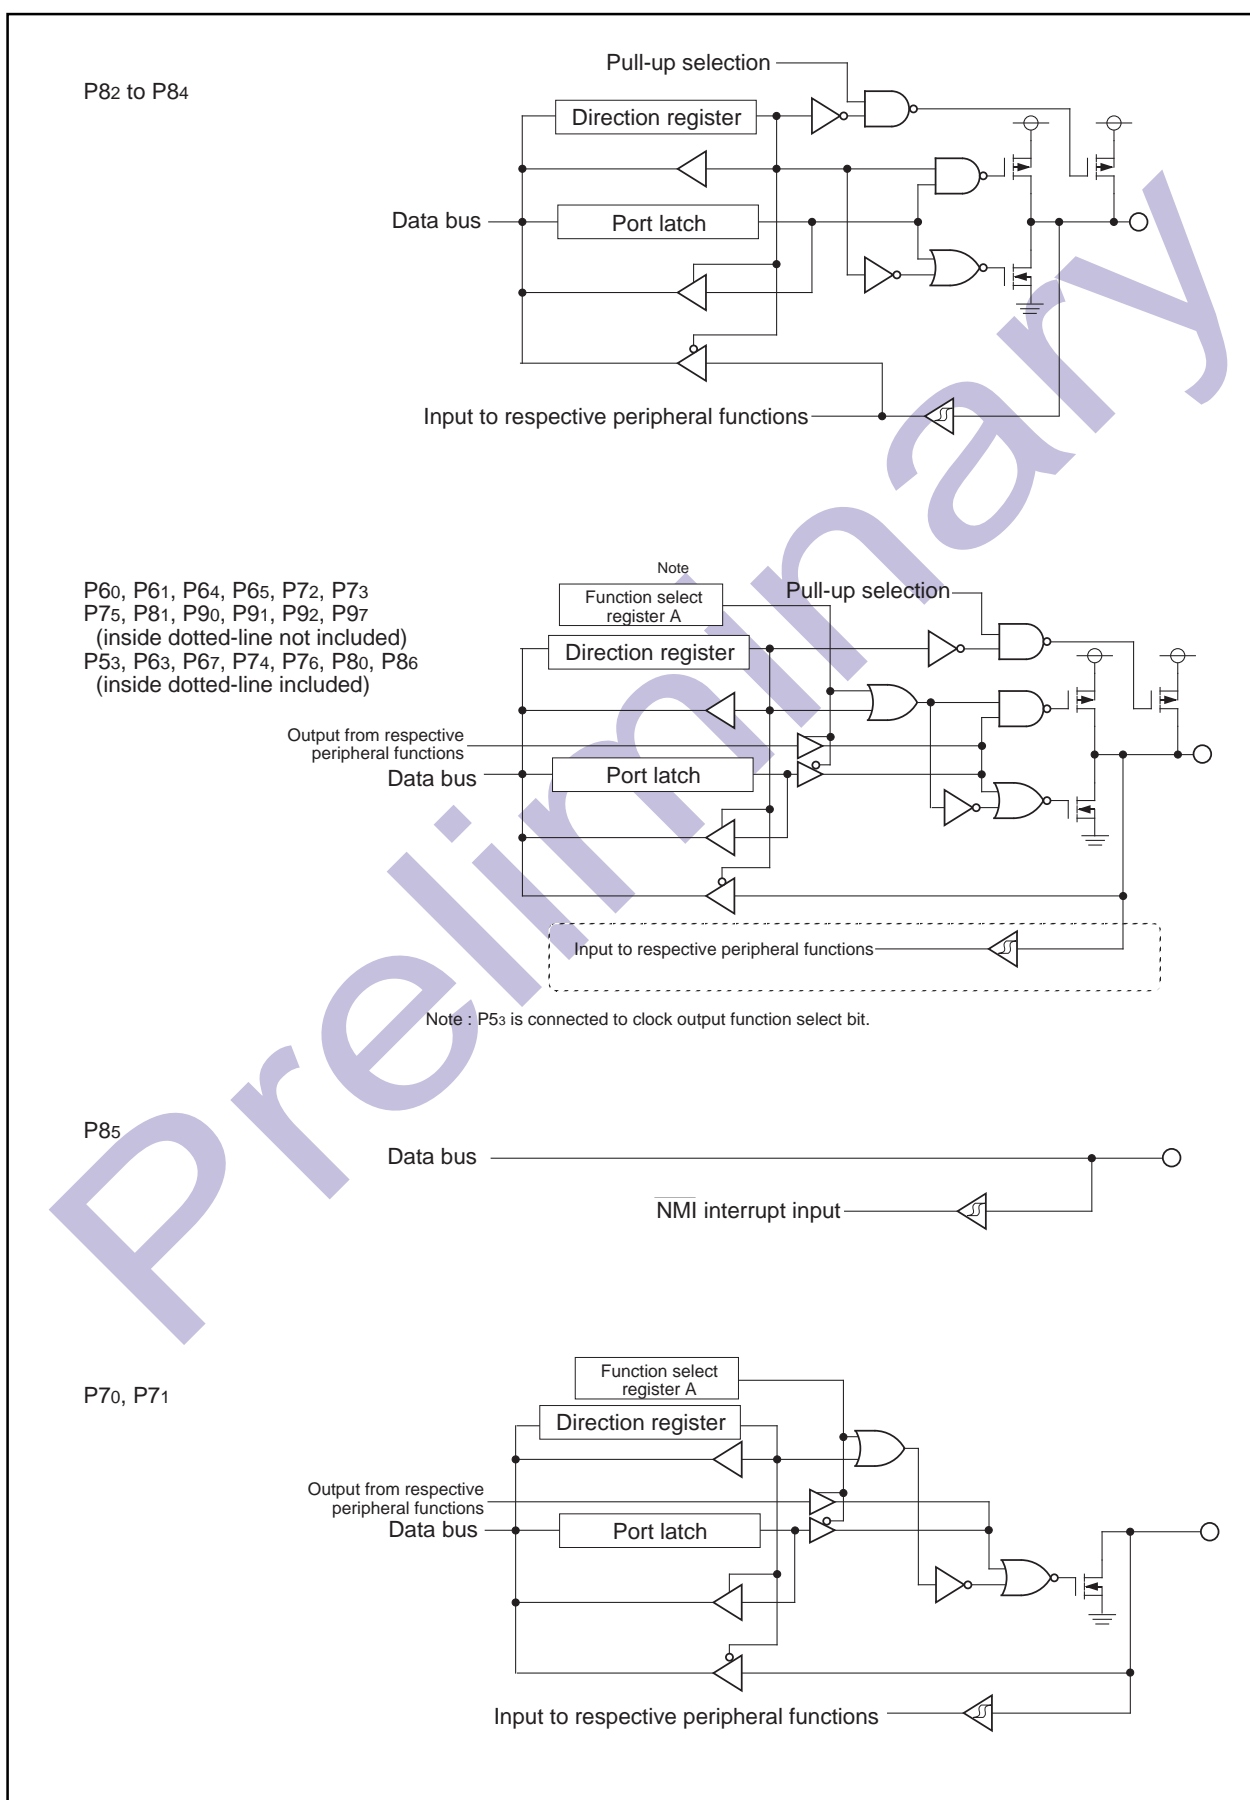 Pull-up selection
P82 to P84
Direction register
Data bus
Port latch
Input to respective peripheral functions
Note
P60, P61, P64, P65, P72, P73
P75, P81, P90, P91, P92, P97
(inside dotted-line not included)
P53, P63, P67, P74, P76, P80, P86
(inside dotted-line included)
Function select
register A
Pull-up selection
Direction register
Output from respective
peripheral functions
Data bus
Port latch
Input to respective peripheral functions
Note : P53 is connected to clock output function select bit.
P85
Data bus
NMI interrupt input
P70, P71
Function select
register A
Direction register
Output from respective
peripheral functions
Data bus
Port latch
Input to respective peripheral functions
Preliminary